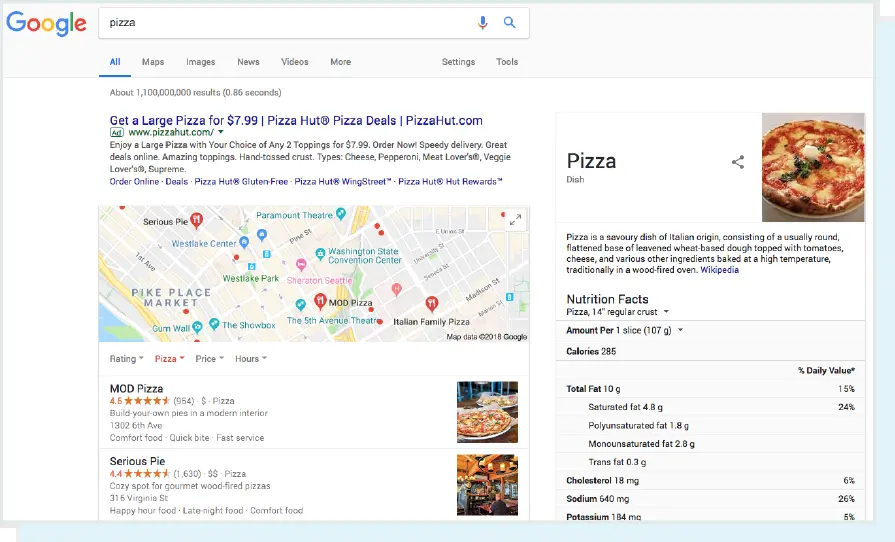 Google
pizza
All Maps Images News Videos More Settings Tools
About 1,100,000,000 results (0.86 seconds)
Get a Large Pizza for $7.99 | Pizza Hut® Pizza Deals | PizzaHut.com
Ad www.pizzahut.com/
Enjoy a Large Pizza with Your Choice of Any 2 Toppings for $7.99. Order Now! Speedy delivery. Great
deals online. Amazing toppings. Hand-tossed crust. Types: Cheese, Pepperoni, Meat Lover's®, Veggie
Lover's®, Supreme.
Order Online · Deals · Pizza Hut® Gluten-Free · Pizza Hut® WingStreet™ · Pizza Hut® Hut Rewards™
Serious Pie
Paramount Theatre
Pine St
E Union St
Westlake Center
Washington State
Convention Center
University St
Seneca St
1st Ave
Westlake Park
Sheraton Seattle
Madison St
PIKE PLACE
MARKET
MOD Pizza
Gum Wall
The Showbox
The 5th Avenue Theatre
Italian Family Pizza
Map data ©2018 Google
Rating Pizza Price Hours
MOD Pizza
4.5 (954) · $ · Pizza
Build-your-own pies in a modern interior
1302 6th Ave
Comfort food · Quick bite · Fast service
Serious Pie
4.4 (1,630) · $$ · Pizza
Cozy spot for gourmet wood-fired pizzas
316 Virginia St
Happy hour food · Late-night food · Comfort food
Pizza
Dish
Pizza is a savoury dish of Italian origin, consisting of a usually round,
flattened base of leavened wheat-based dough topped with tomatoes,
cheese, and various other ingredients baked at a high temperature,
traditionally in a wood-fired oven. Wikipedia
Nutrition Facts
Pizza, 14" regular crust
Amount Per 1 slice (107 g)
Calories 285
% Daily Value*
Total Fat 10 g 15%
Saturated fat 4.8 g 24%
Polyunsaturated fat 1.8 g
Monounsaturated fat 2.8 g
Trans fat 0.3 g
Cholesterol 18 mg 6%
Sodium 640 mg 26%
Potassium 184 mg 5%